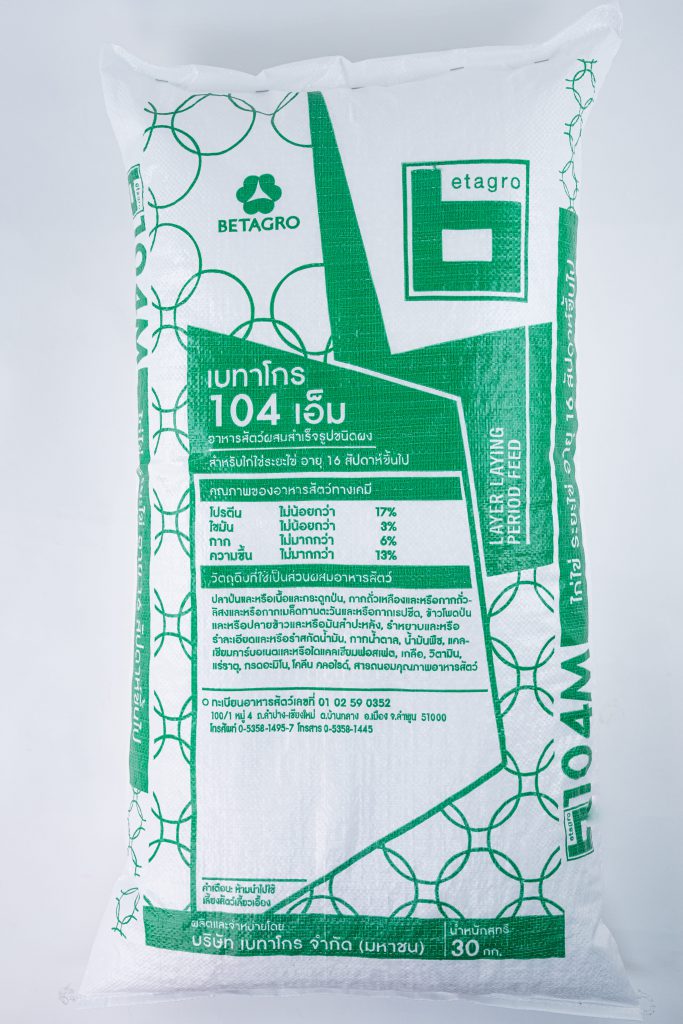 BETAGRO
etagro
เบทาโกร
104 เอ็ม
อาหารสัตว์ผสมสำเร็จรูปชนิดผง
สำหรับไก่ไข่ระยะไข่ อายุ 16 สัปดาห์ขึ้นไป
LAYER LAYING
PERIOD FEED
คุณภาพของอาหารสัตว์ทางเคมี
โปรตีน ไม่น้อยกว่า 17%
ไขมัน ไม่น้อยกว่า 3%
กาก ไม่มากกว่า 6%
ความชื้น ไม่มากกว่า 13%
วัตถุดิบที่ใช้เป็นส่วนผสมอาหารสัตว์
ปลาป่นและหรือเนื้อและกระดูกป่น, กากถั่วเหลืองและหรือกากถั่ว-
ลิสงและหรือกากเมล็ดทานตะวันและหรือกากเรปซีด, ข้าวโพดป่น
และหรือปลายข้าวและหรือมันสำปะหลัง, รำหยาบและหรือ
รำละเอียดและหรือรำสกัดน้ำมัน, กากน้ำตาล, น้ำมันพืช, แคล-
เซียมคาร์บอเนตและหรือไดแคลเซียมฟอสเฟต, เกลือ, วิตามิน,
แร่ธาตุ, กรดอะมิโน, โคลีน คลอไรด์, สารถนอมคุณภาพอาหารสัตว์
ทะเบียนอาหารสัตว์เลขที่ 01 02 59 0352
100/1 หมู่ 4 ถ.ลำปาง-เชียงใหม่ ต.บ้านกลาง อ.เมือง จ.ลำพูน 51000
โทรศัพท์ 0-5358-1495-7 โทรสาร 0-5358-1445
คำเตือน: ห้ามนำไปใช้
เลี้ยงสัตว์เคี้ยวเอื้อง
ผลิตและจำหน่ายโดย
บริษัท เบทาโกร จำกัด (มหาชน)
น้ำหนักสุทธิ
30 กก.
ไก่ไข่ ระยะไข่ อายุ 16 สัปดาห์ขึ้นไป
104M
etagro
104M